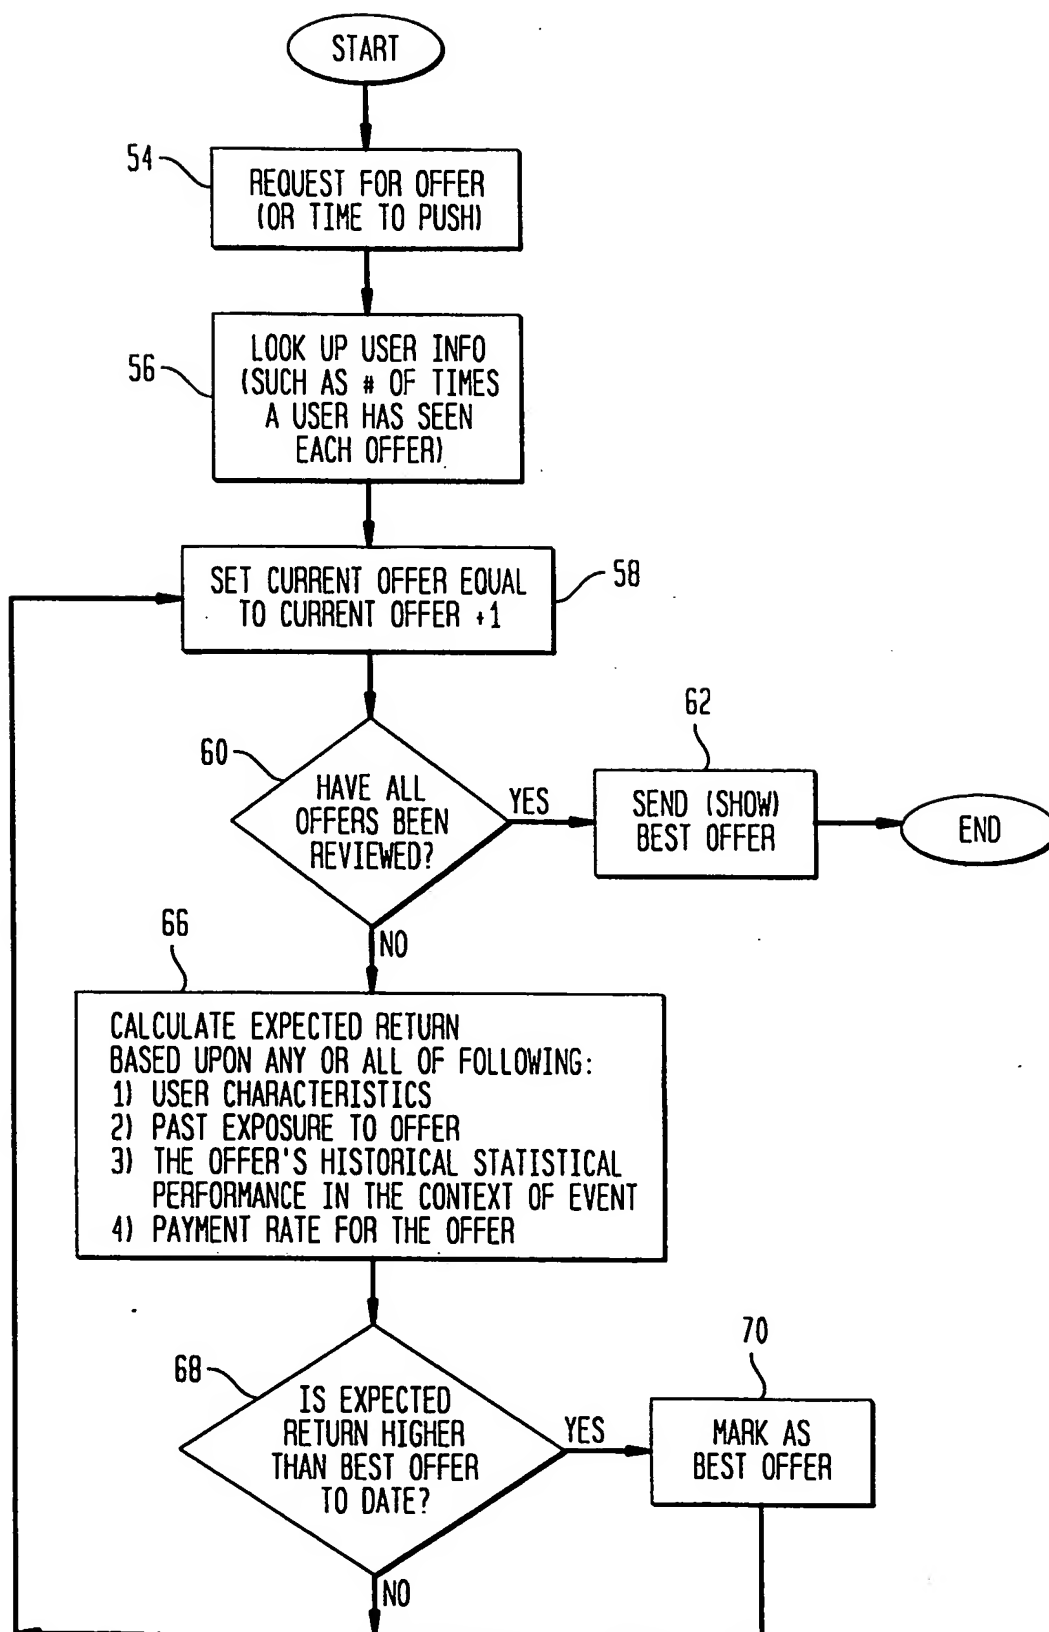 START
54
REQUEST FOR OFFER
(OR TIME TO PUSH)
56
LOOK UP USER INFO
(SUCH AS # OF TIMES
A USER HAS SEEN
EACH OFFER)
SET CURRENT OFFER EQUAL
TO CURRENT OFFER +1
58
60
HAVE ALL
OFFERS BEEN
REVIEWED?
YES
62
SEND (SHOW)
BEST OFFER
END
NO
66
CALCULATE EXPECTED RETURN
BASED UPON ANY OR ALL OF FOLLOWING:
1) USER CHARACTERISTICS
2) PAST EXPOSURE TO OFFER
3) THE OFFER'S HISTORICAL STATISTICAL
PERFORMANCE IN THE CONTEXT OF EVENT
4) PAYMENT RATE FOR THE OFFER
68
IS EXPECTED
RETURN HIGHER
THAN BEST OFFER
TO DATE?
YES
70
MARK AS
BEST OFFER
NO